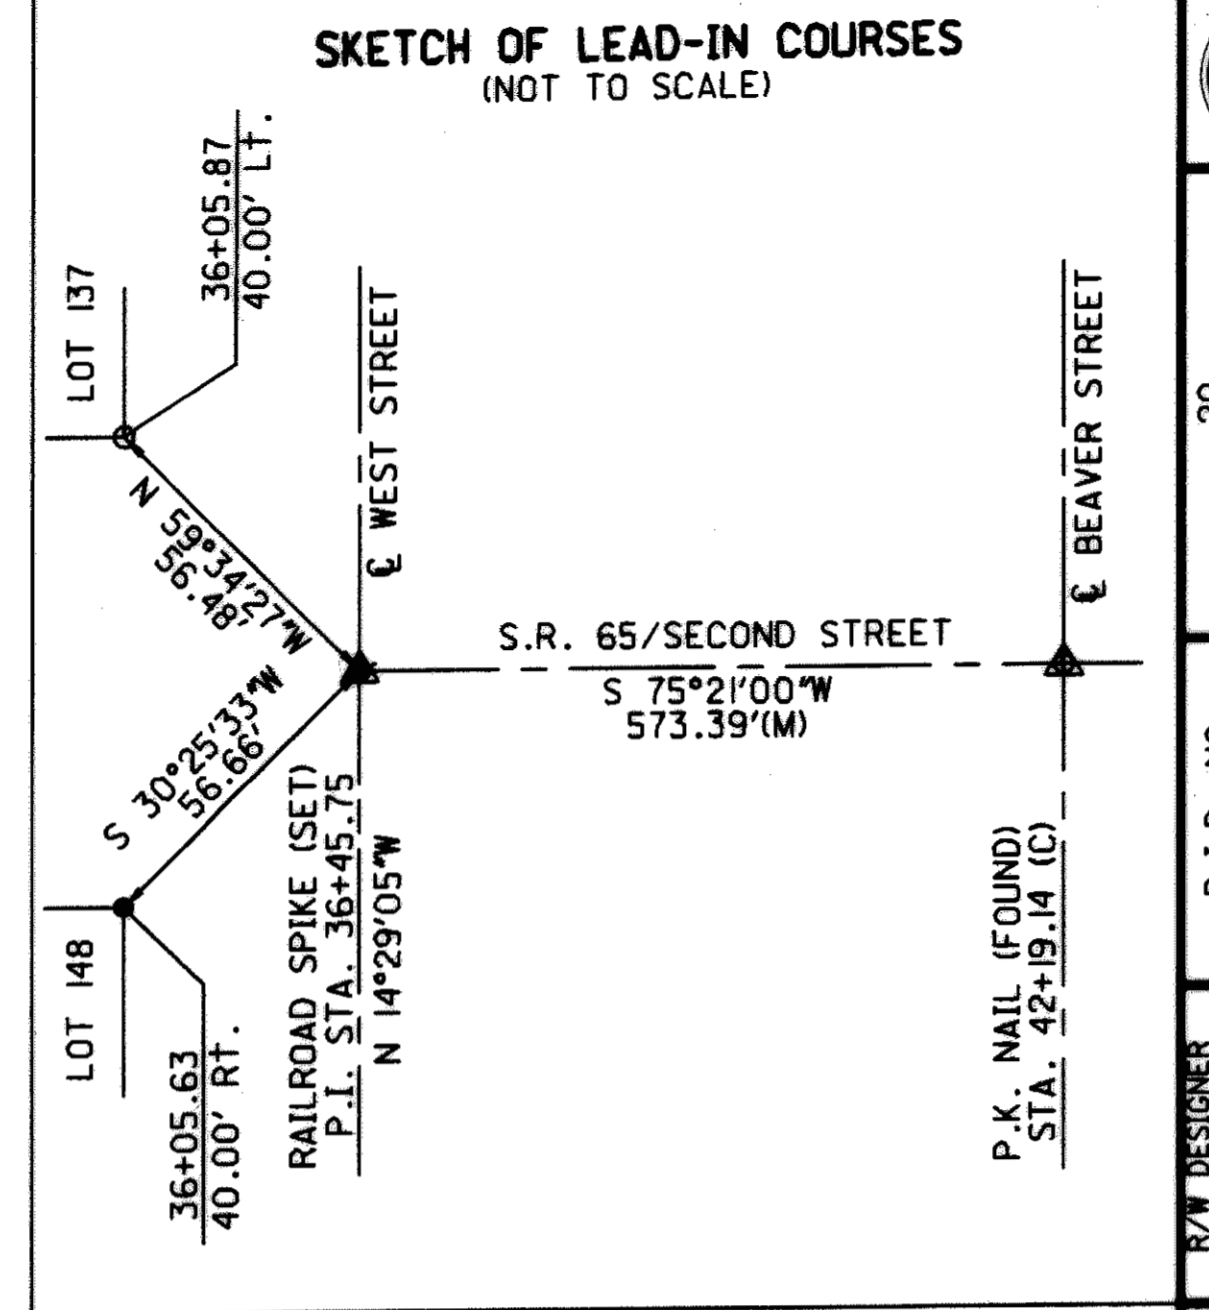 SKETCH OF LEAD-IN COURSES
(NOT TO SCALE)
LOT 137
36+05.87
40.00' Lt.
℄ WEST STREET
℄ BEAVER STREET
N 59°34'27"W
56.48'
S.R. 65/SECOND STREET
S 75°21'00"W
573.39'(M)
S 30°25'33"W
56.66'
LOT 148
36+05.63
40.00' Rt.
RAILROAD SPIKE (SET)
P.I. STA. 36+45.75
N 14°29'05"W
P.K. NAIL (FOUND)
STA. 42+19.14 (C)
R/W DESIGNER